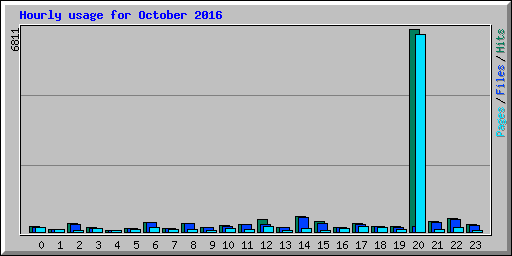 Hourly usage for October 2016
6811
Pages/Files/Hits
0 1 2 3 4 5 6 7 8 9 10 11 12 13 14 15 16 17 18 19 20 21 22 23